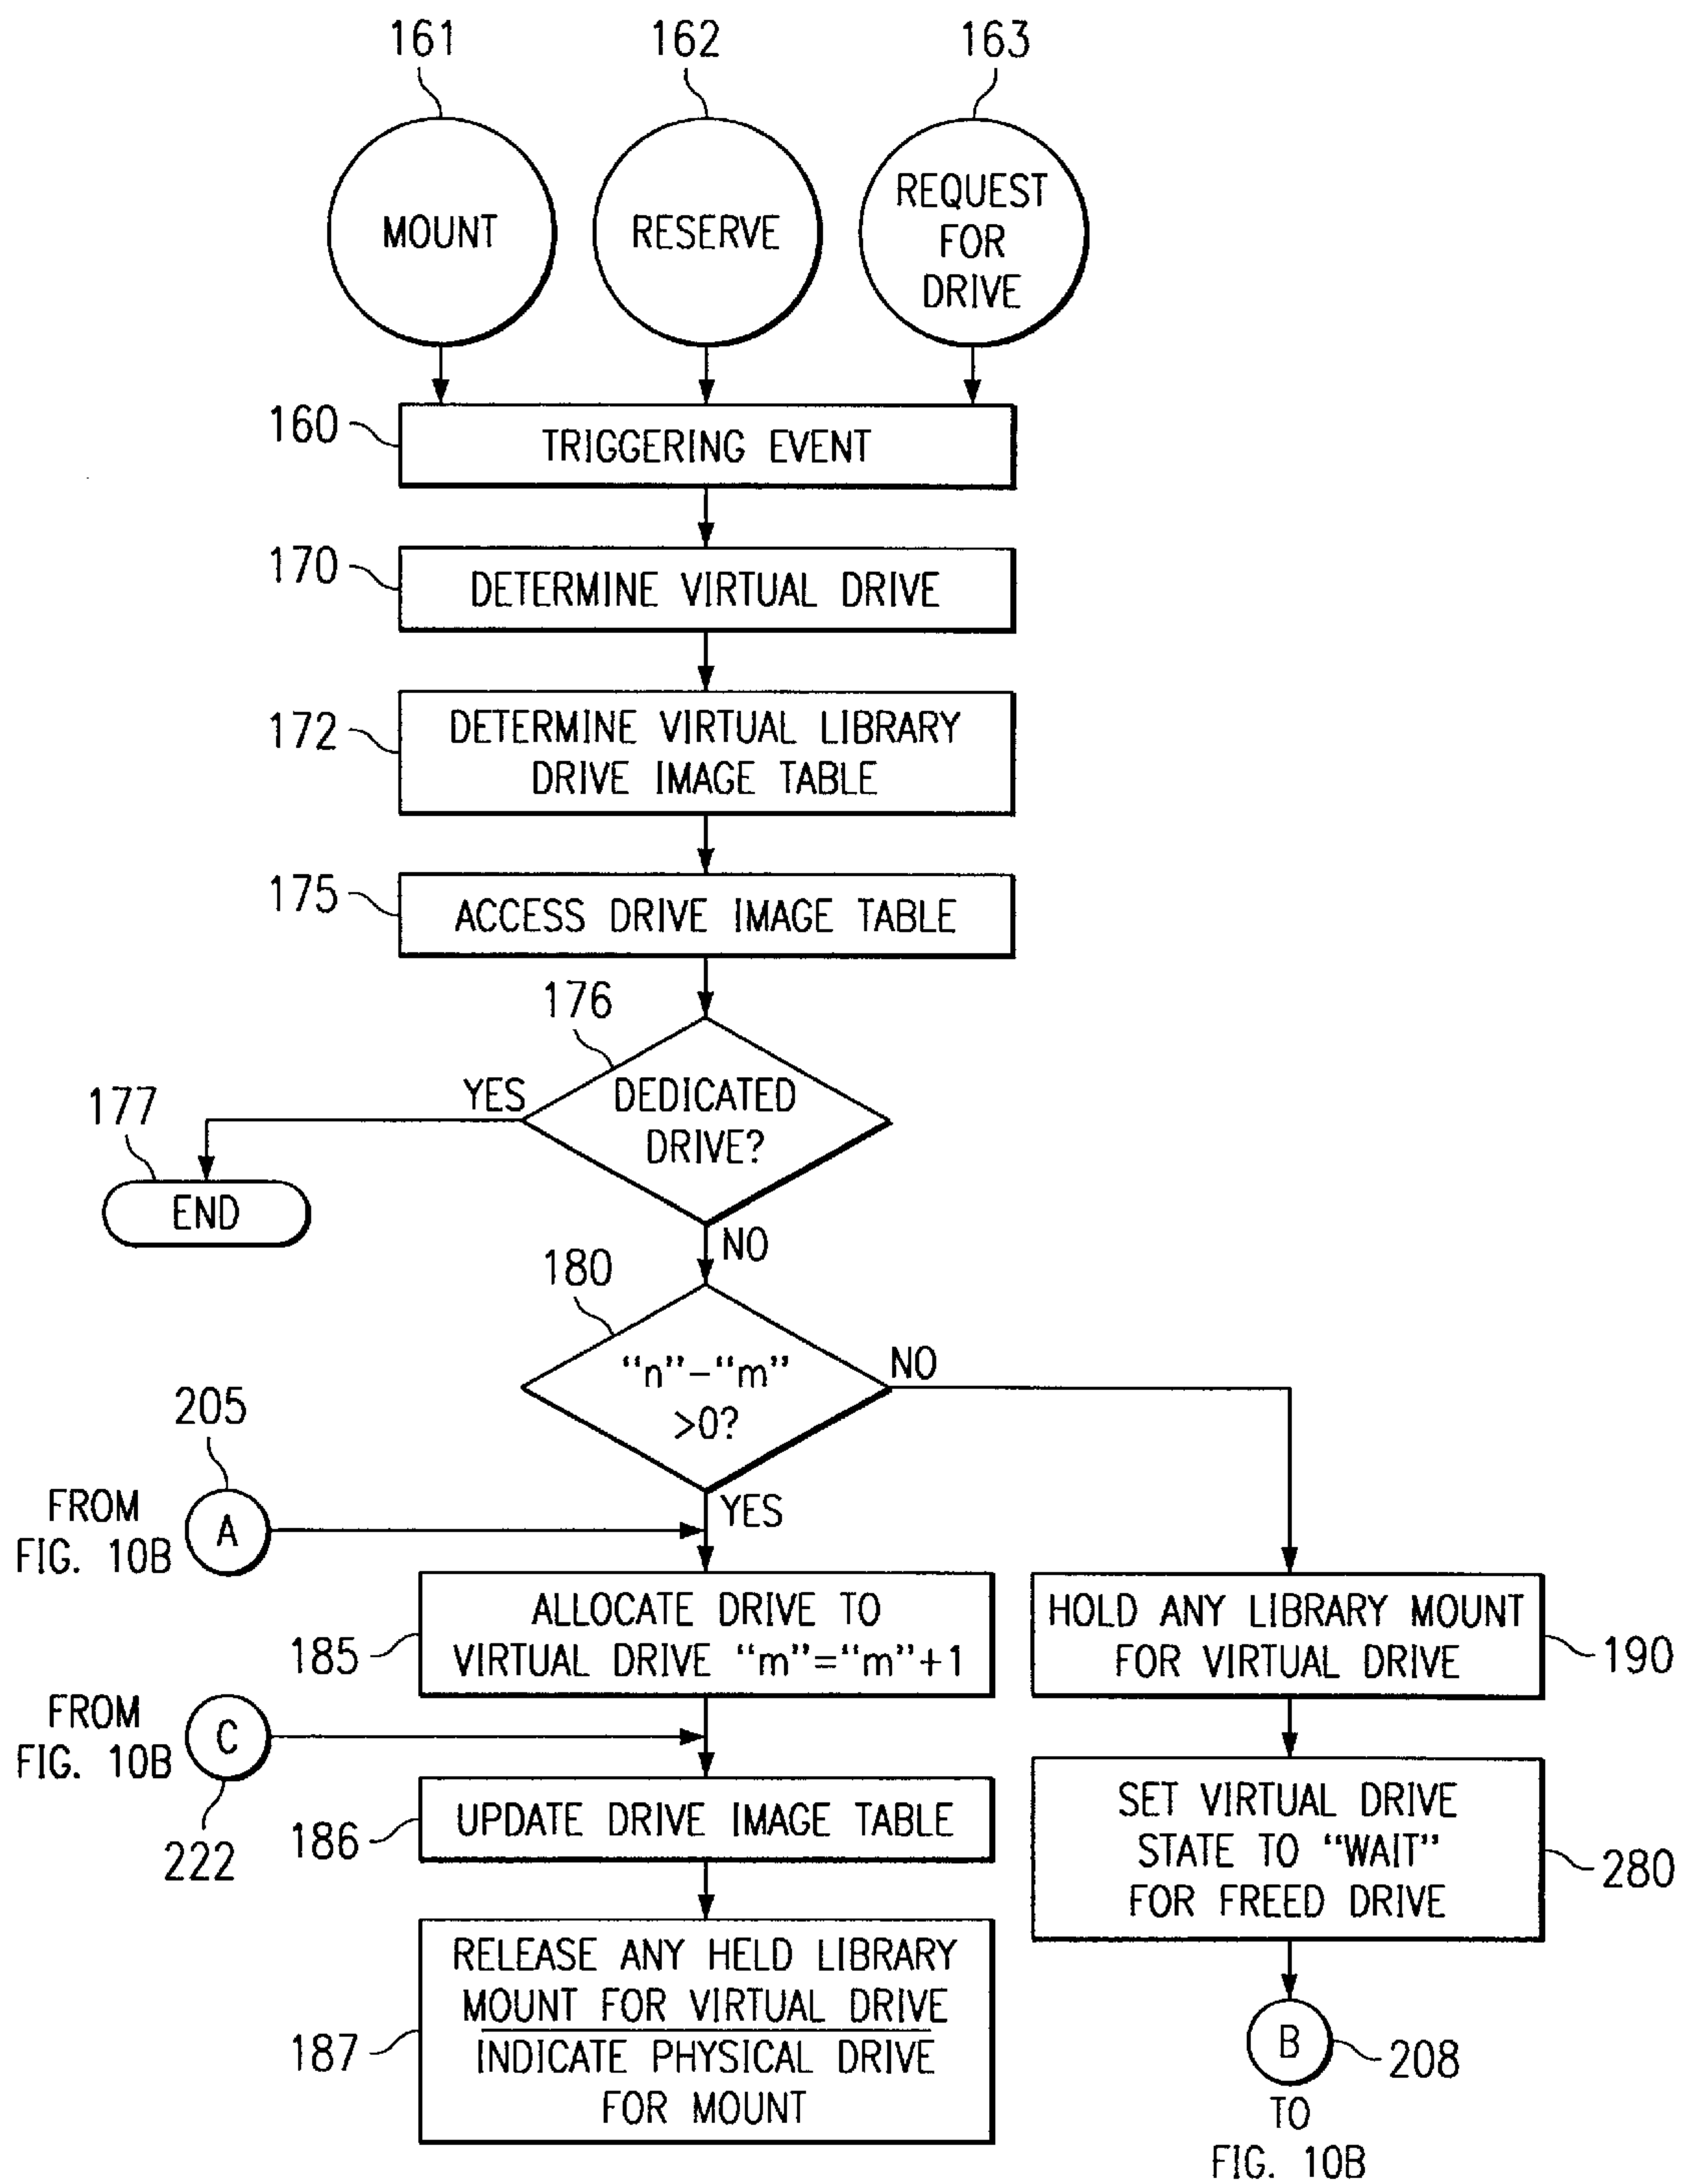 161
162
163
MOUNT
RESERVE
REQUEST
FOR
DRIVE
160
TRIGGERING EVENT
170
DETERMINE VIRTUAL DRIVE
172
DETERMINE VIRTUAL LIBRARY
DRIVE IMAGE TABLE
175
ACCESS DRIVE IMAGE TABLE
176
DEDICATED
DRIVE?
YES
177
END
NO
180
“n”–“m”
>0?
NO
YES
205
FROM
FIG. 10B
A
ALLOCATE DRIVE TO
VIRTUAL DRIVE “m”=“m”+1
185
HOLD ANY LIBRARY MOUNT
FOR VIRTUAL DRIVE
190
FROM
FIG. 10B
C
222
UPDATE DRIVE IMAGE TABLE
186
SET VIRTUAL DRIVE
STATE TO “WAIT”
FOR FREED DRIVE
280
RELEASE ANY HELD LIBRARY
MOUNT FOR VIRTUAL DRIVE
INDICATE PHYSICAL DRIVE
FOR MOUNT
187
B
208
TO
FIG. 10B